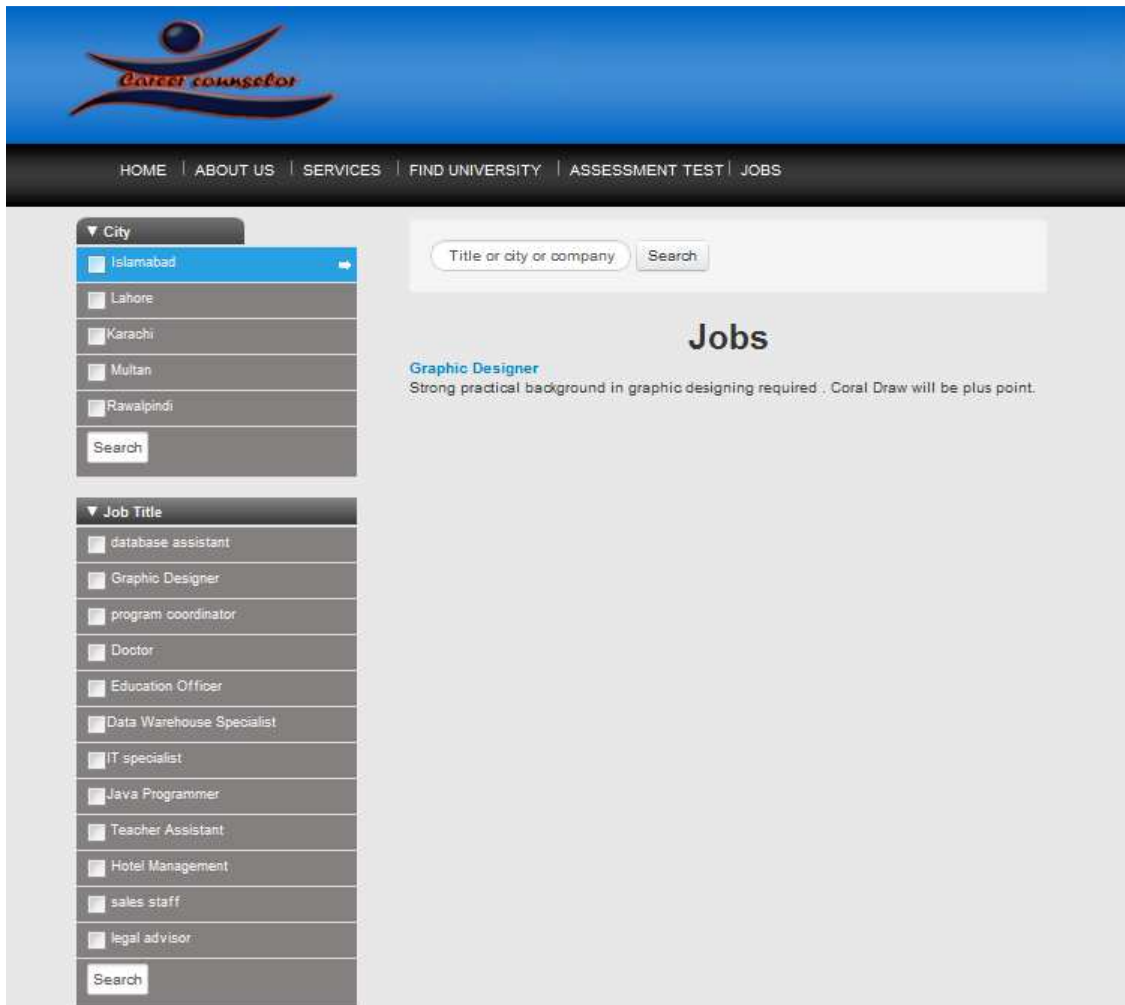 Career counselor
HOME | ABOUT US | SERVICES | FIND UNIVERSITY | ASSESSMENT TEST | JOBS
▼ City
Islamabad
Lahore
Karachi
Multan
Rawalpindi
Search
▼ Job Title
database assistant
Graphic Designer
program coordinator
Doctor
Education Officer
Data Warehouse Specialist
IT specialist
Java Programmer
Teacher Assistant
Hotel Management
sales staff
legal advisor
Search
Title or city or company Search
Jobs
Graphic Designer
Strong practical background in graphic designing required . Coral Draw will be plus point.